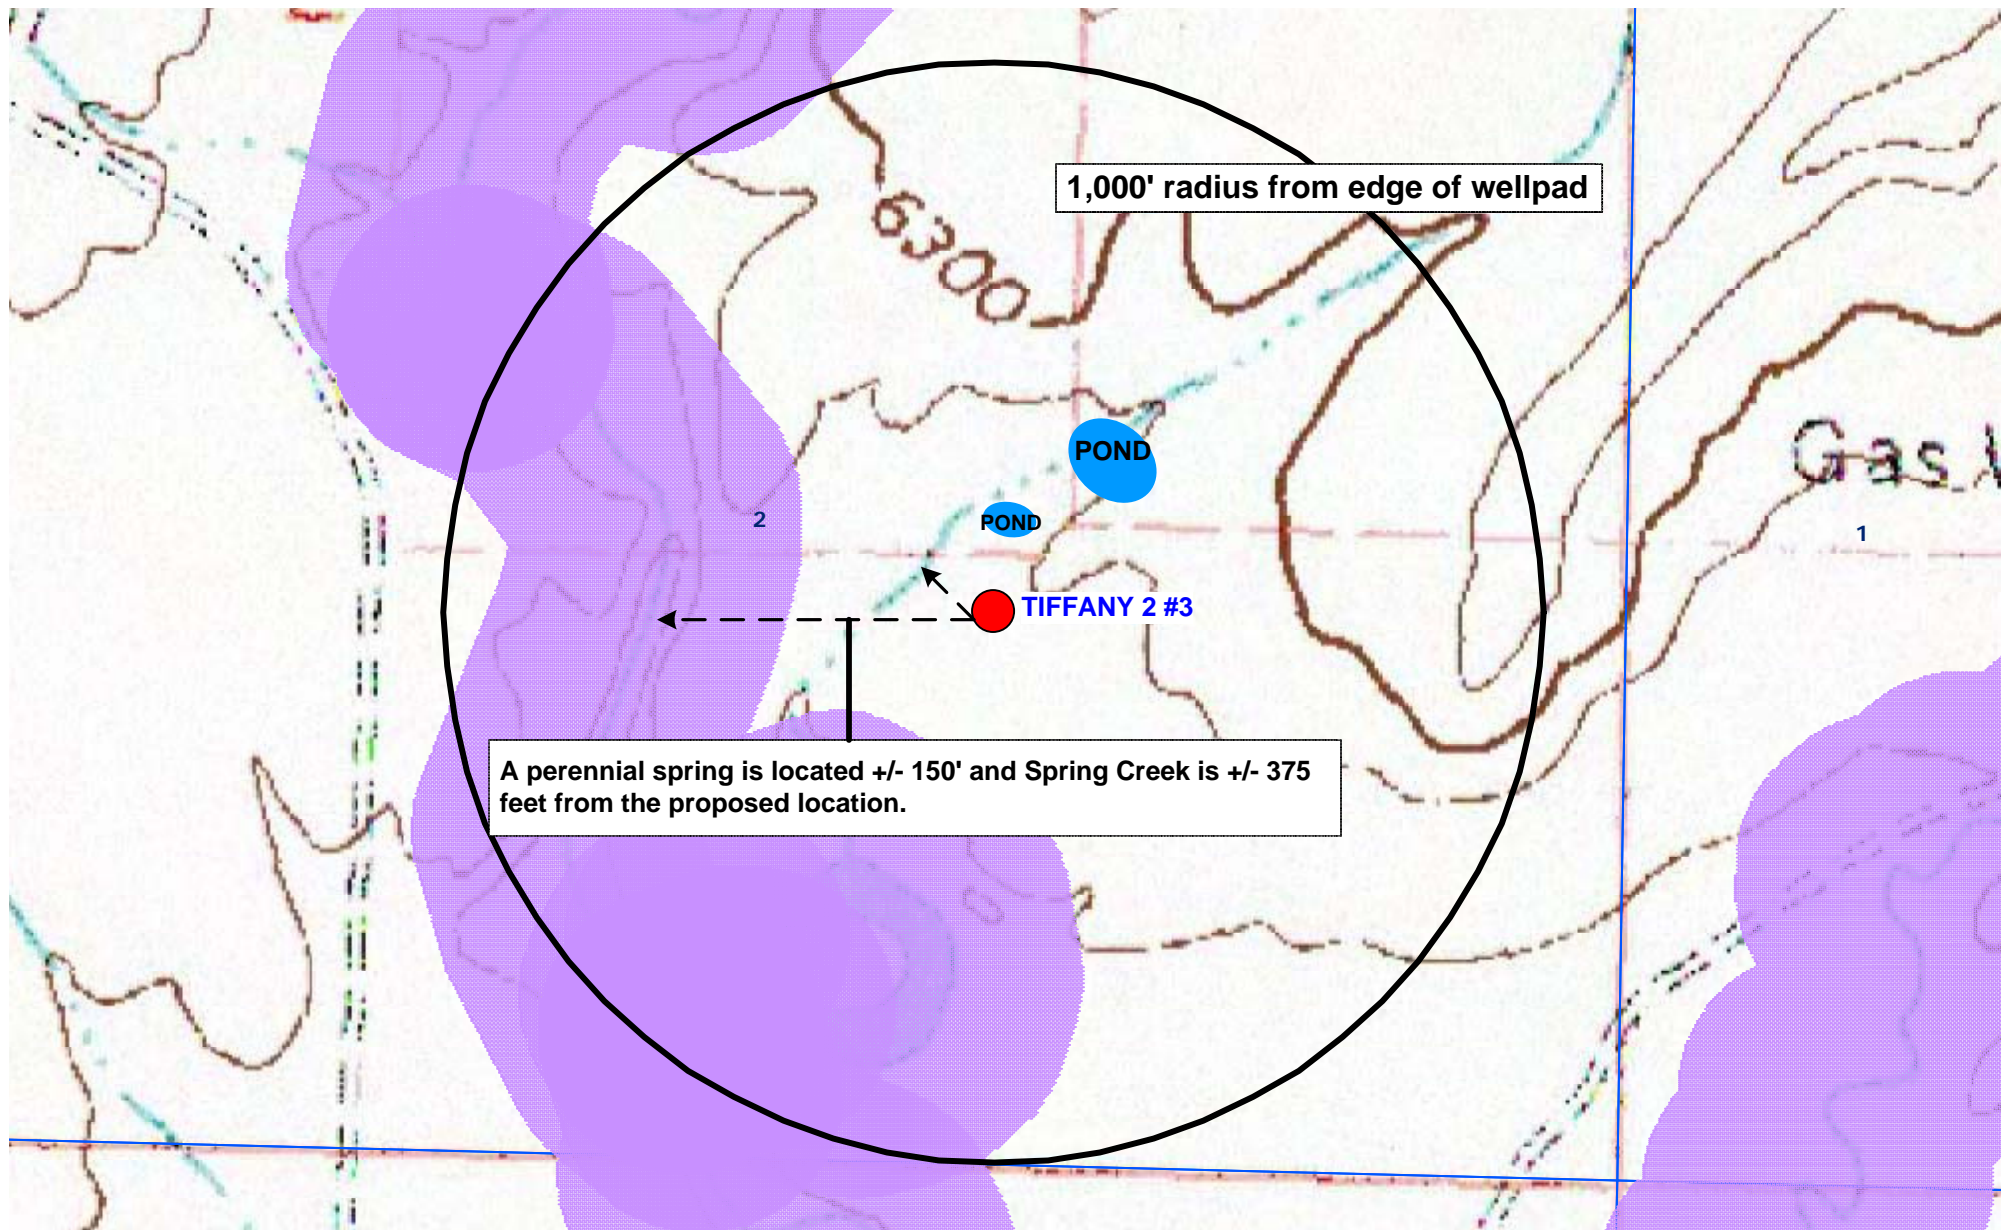 1,000' radius from edge of wellpad
6300
POND
Gas
2
POND
1
TIFFANY 2 #3
A perennial spring is located +/- 150' and Spring Creek is +/- 375
feet from the proposed location.